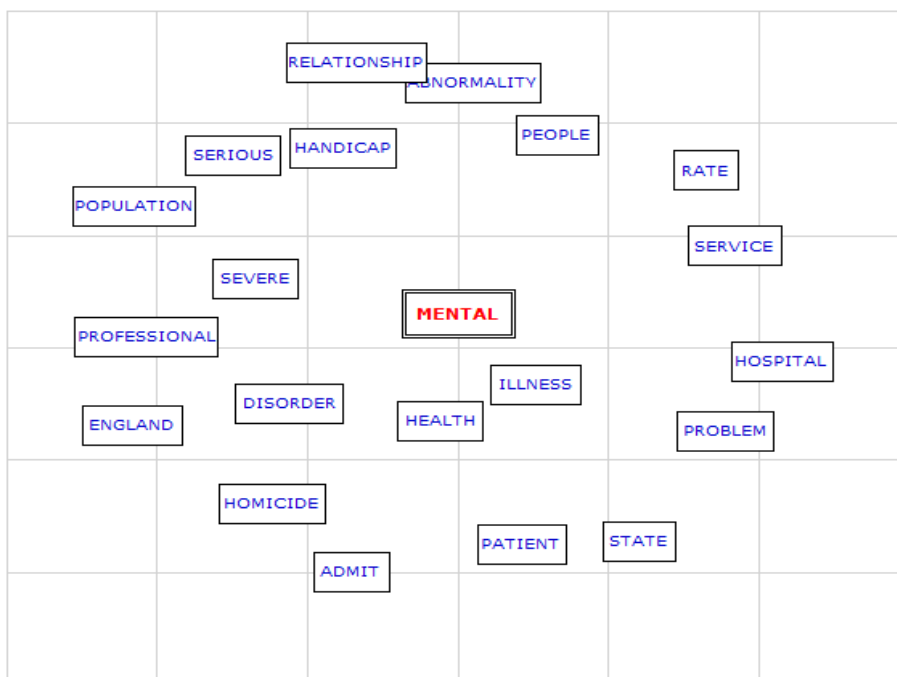 RELATIONSHIP
ABNORMALITY
PEOPLE
HANDICAP
SERIOUS
RATE
POPULATION
SERVICE
SEVERE
MENTAL
PROFESSIONAL
HOSPITAL
ILLNESS
DISORDER
HEALTH
ENGLAND
PROBLEM
HOMICIDE
STATE
PATIENT
ADMIT